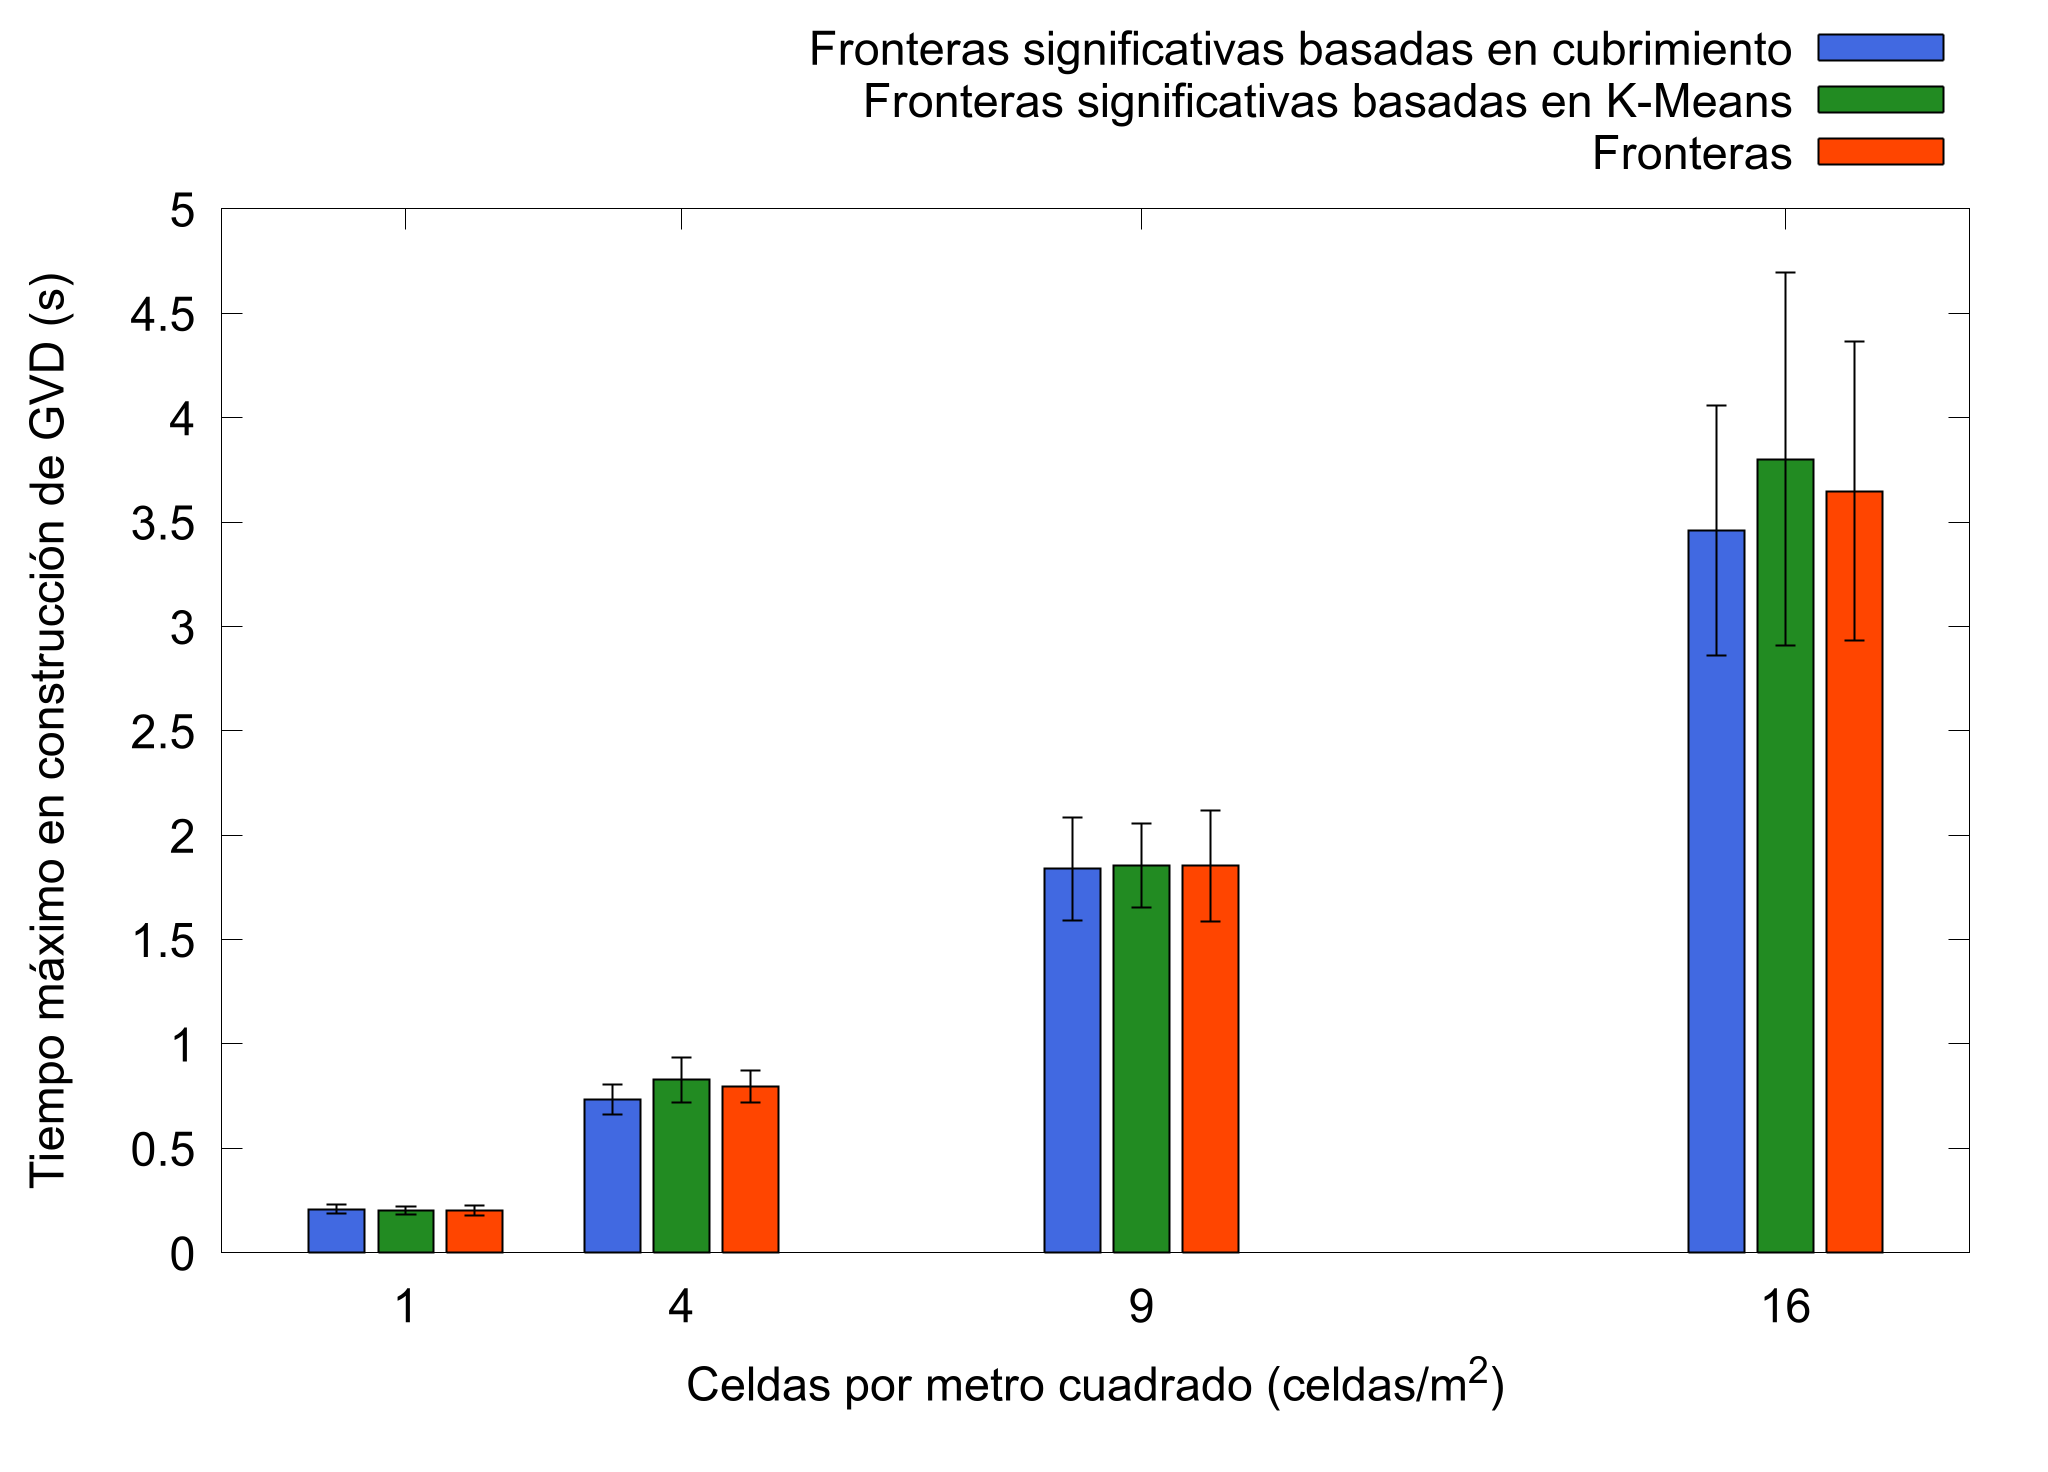 Fronteras significativas basadas en cubrimiento
Fronteras significativas basadas en K-Means
Fronteras
Tiempo máximo en construcción de GVD (s)
5
4.5
4
3.5
3
2.5
2
1.5
1
0.5
0
1 4 9 16
Celdas por metro cuadrado (celdas/m²)